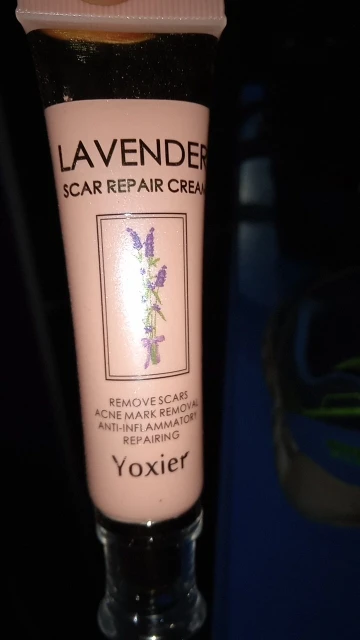 LAVENDER
SCAR REPAIR CREAM
REMOVE SCARS
ACNE MARK REMOVAL
ANTI-INFLAMMATORY
REPAIRING
Yoxier